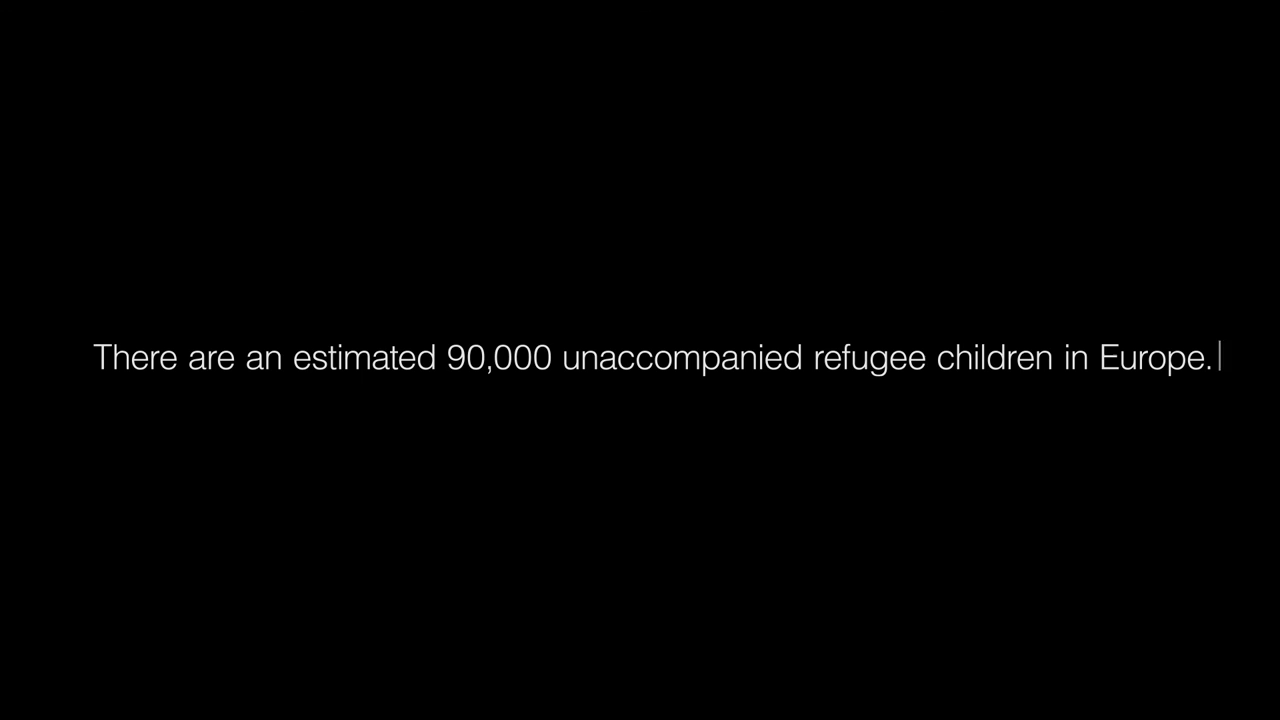 There are an estimated 90,000 unaccompanied refugee children in Europe.